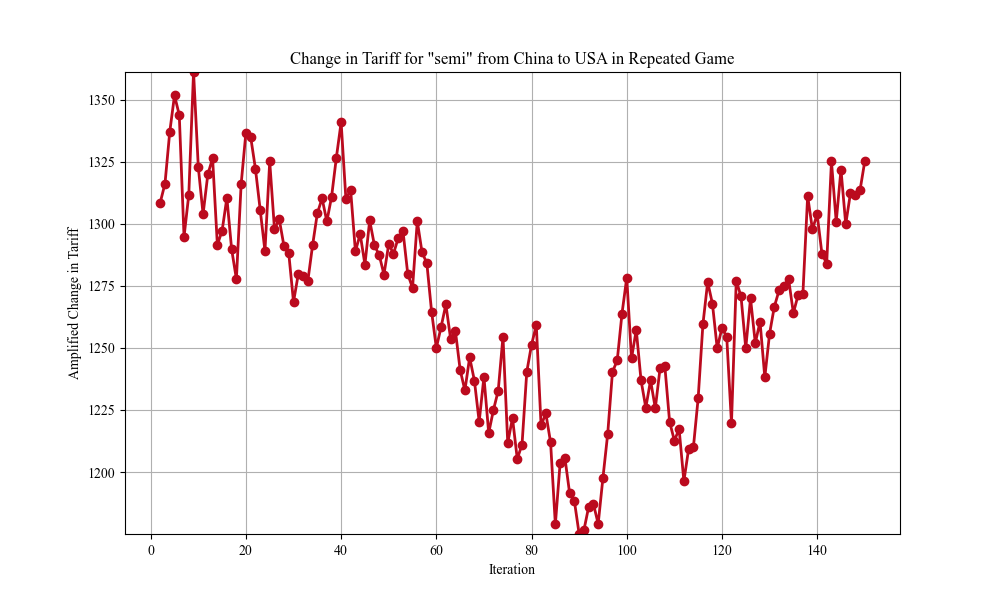 Change in Tariff for "semi" from China to USA in Repeated Game
Amplified Change in Tariff
1350
1325
1300
1275
1250
1225
1200
0 20 40 60 80 100 120 140
Iteration